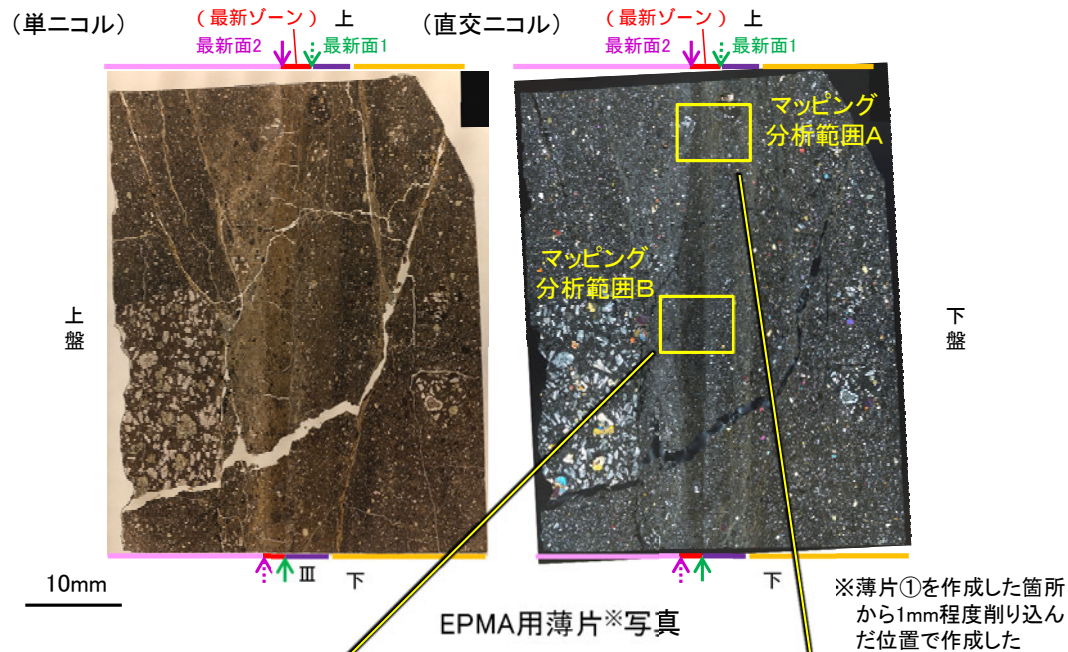 (単ニコル)
(最新ゾーン) 上
最新面2 最新面1
(直交ニコル)
(最新ゾーン) 上
最新面2 最新面1
マッピング
分析範囲A
マッピング
分析範囲B
上
盤
下
盤
Ⅲ 下
下
10mm
EPMA用薄片※写真
※薄片①を作成した箇所
から1mm程度削り込ん
だ位置で作成した